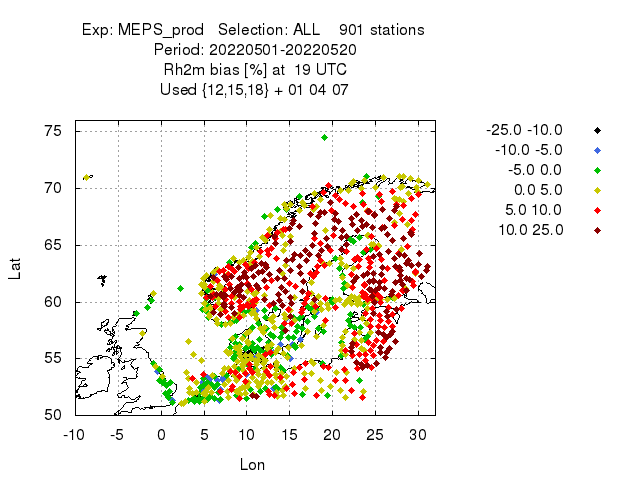 Exp: MEPS_prod   Selection: ALL    901 stations
Period: 20220501-20220520
Rh2m bias [%] at  19 UTC
Used {12,15,18} + 01 04 07
-25.0 -10.0
-10.0 -5.0
-5.0 0.0
0.0 5.0
5.0 10.0
10.0 25.0
75
70
65
60
55
50
Lat
-10 -5 0 5 10 15 20 25 30
Lon